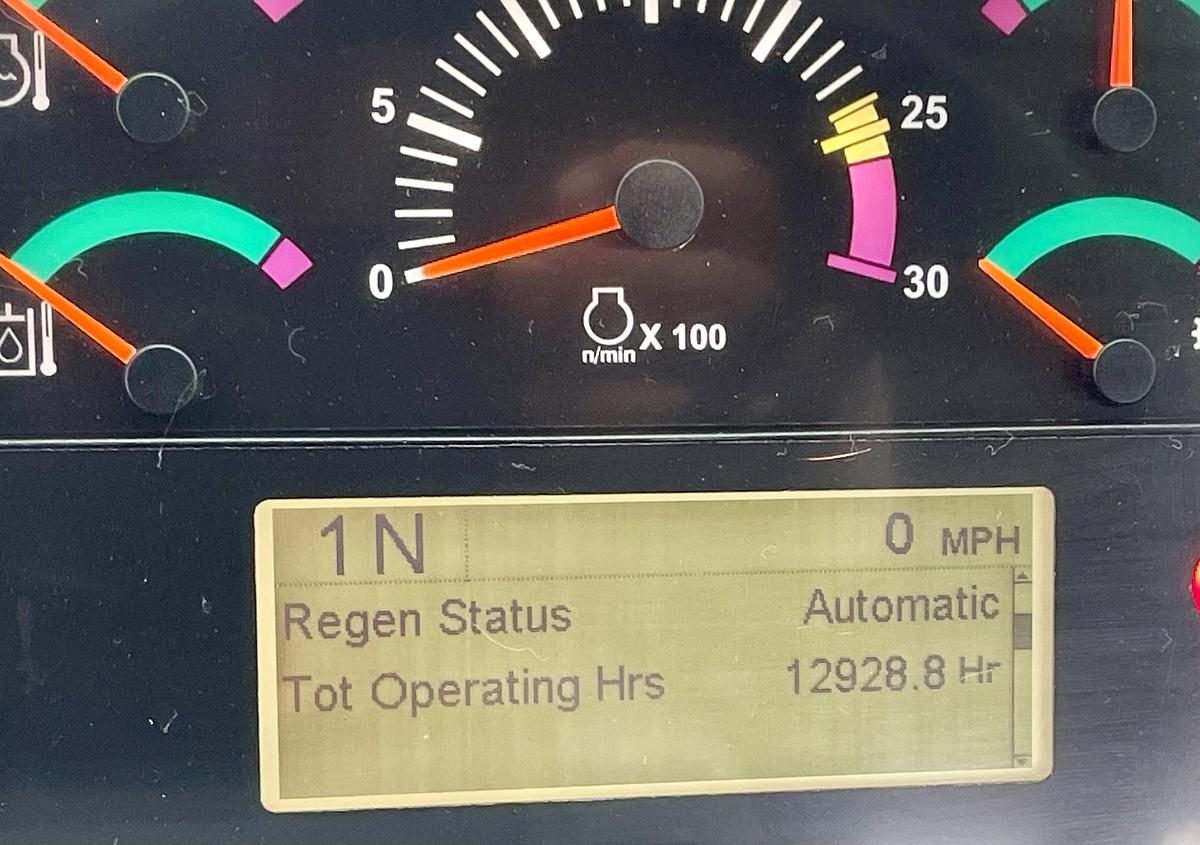 5
25
0
30
X 100
n/min
1N
0 MPH
Regen Status Automatic
Tot Operating Hrs 12928.8 Hr